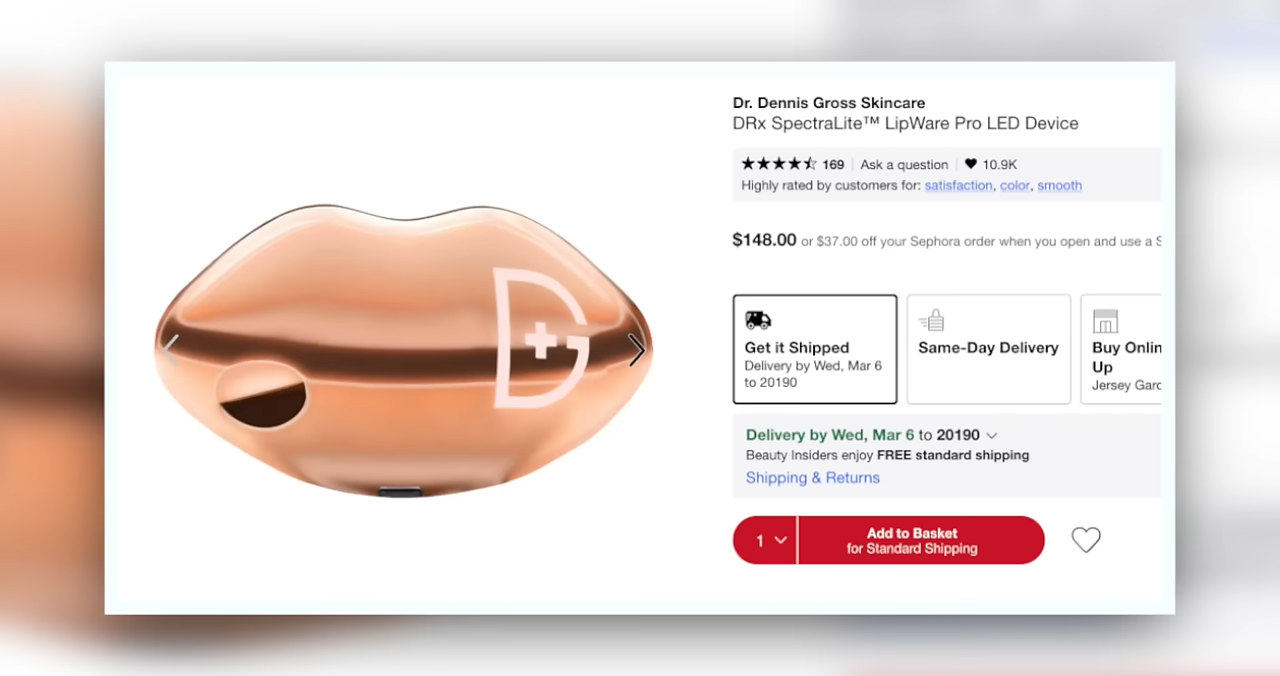 Dr. Dennis Gross Skincare
DRx SpectraLite™ LipWare Pro LED Device
169 Ask a question 10.9K
Highly rated by customers for: satisfaction, color, smooth
$148.00 or $37.00 off your Sephora order when you open and use a S
Get it Shipped
Delivery by Wed, Mar 6
to 20190
Same-Day Delivery
Buy Onlin
Up
Jersey Gard
Delivery by Wed, Mar 6 to 20190
Beauty Insiders enjoy FREE standard shipping
Shipping & Returns
1
Add to Basket
for Standard Shipping
DG